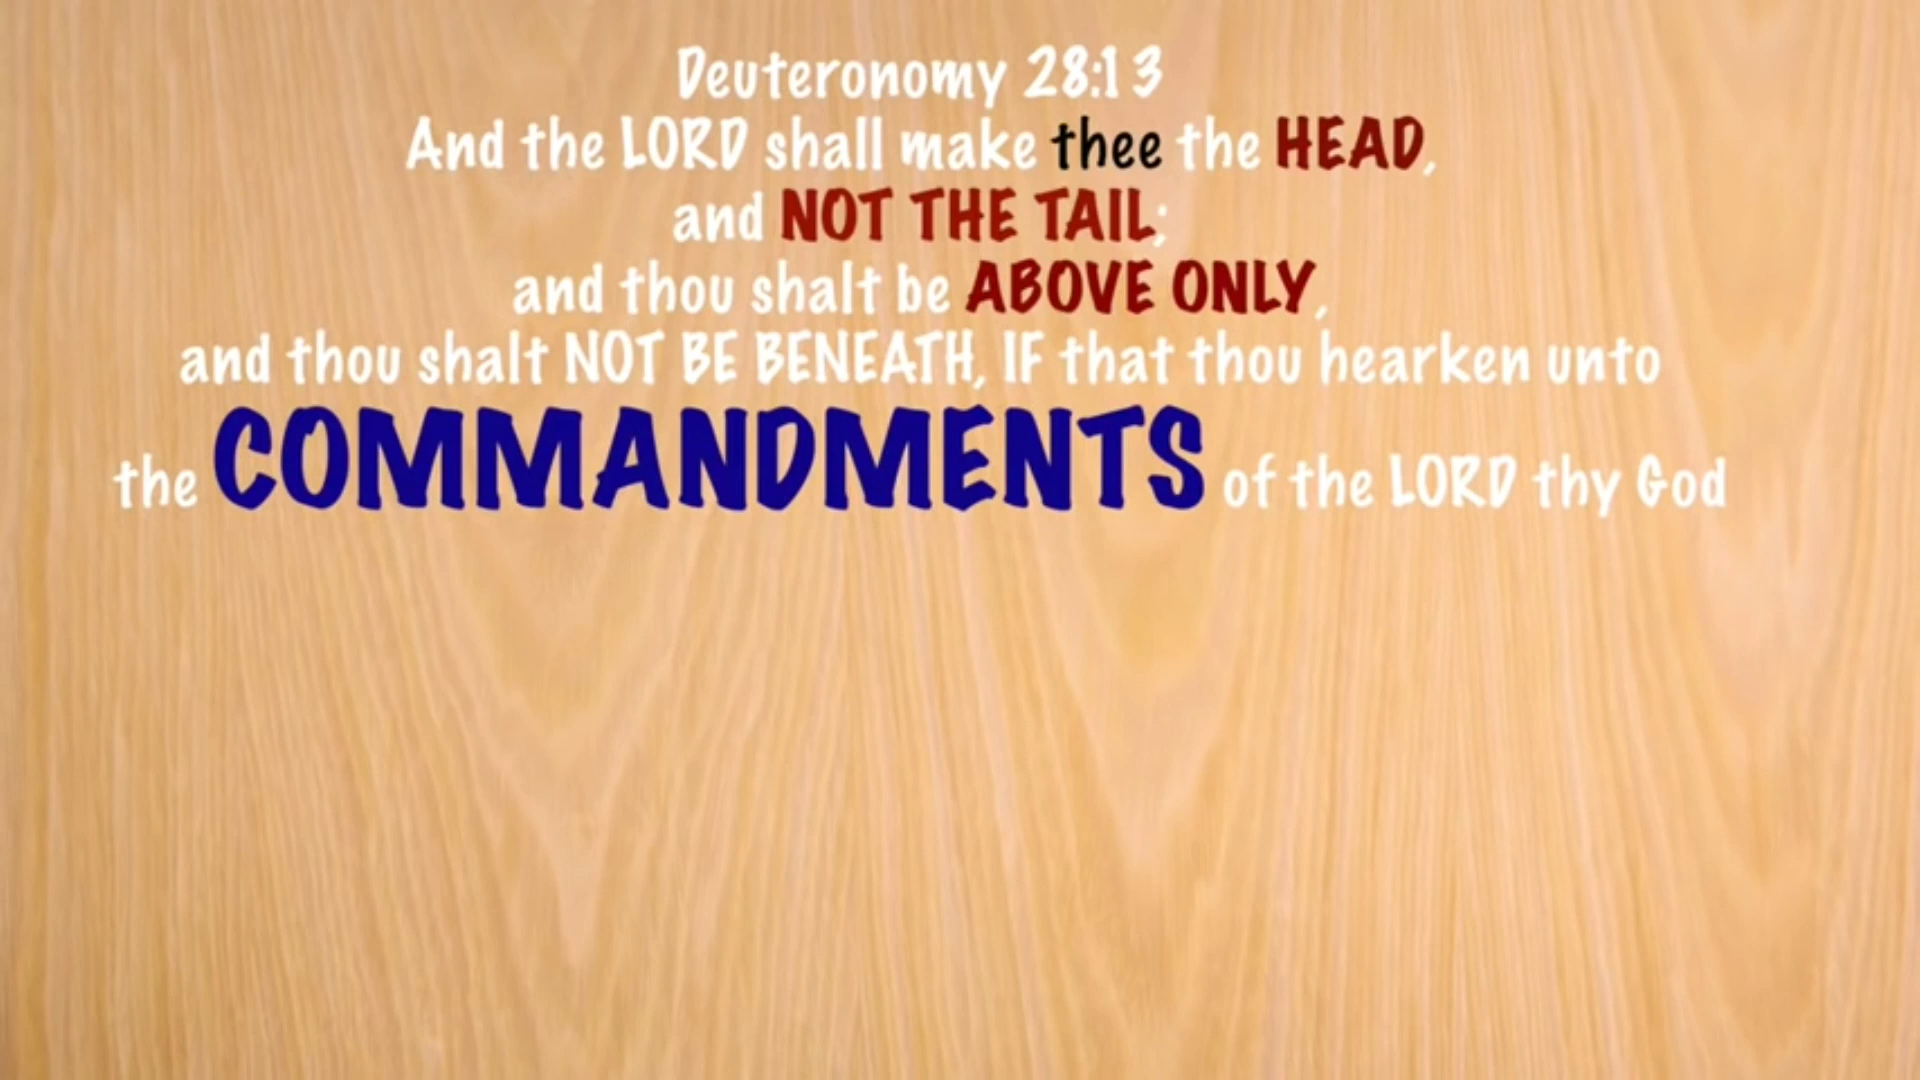 Deuteronomy 28:13
And the LORD shall make thee the HEAD,
and NOT THE TAIL;
and thou shalt be ABOVE ONLY,
and thou shalt NOT BE BENEATH, IF that thou hearken unto
the COMMANDMENTS of the LORD thy God